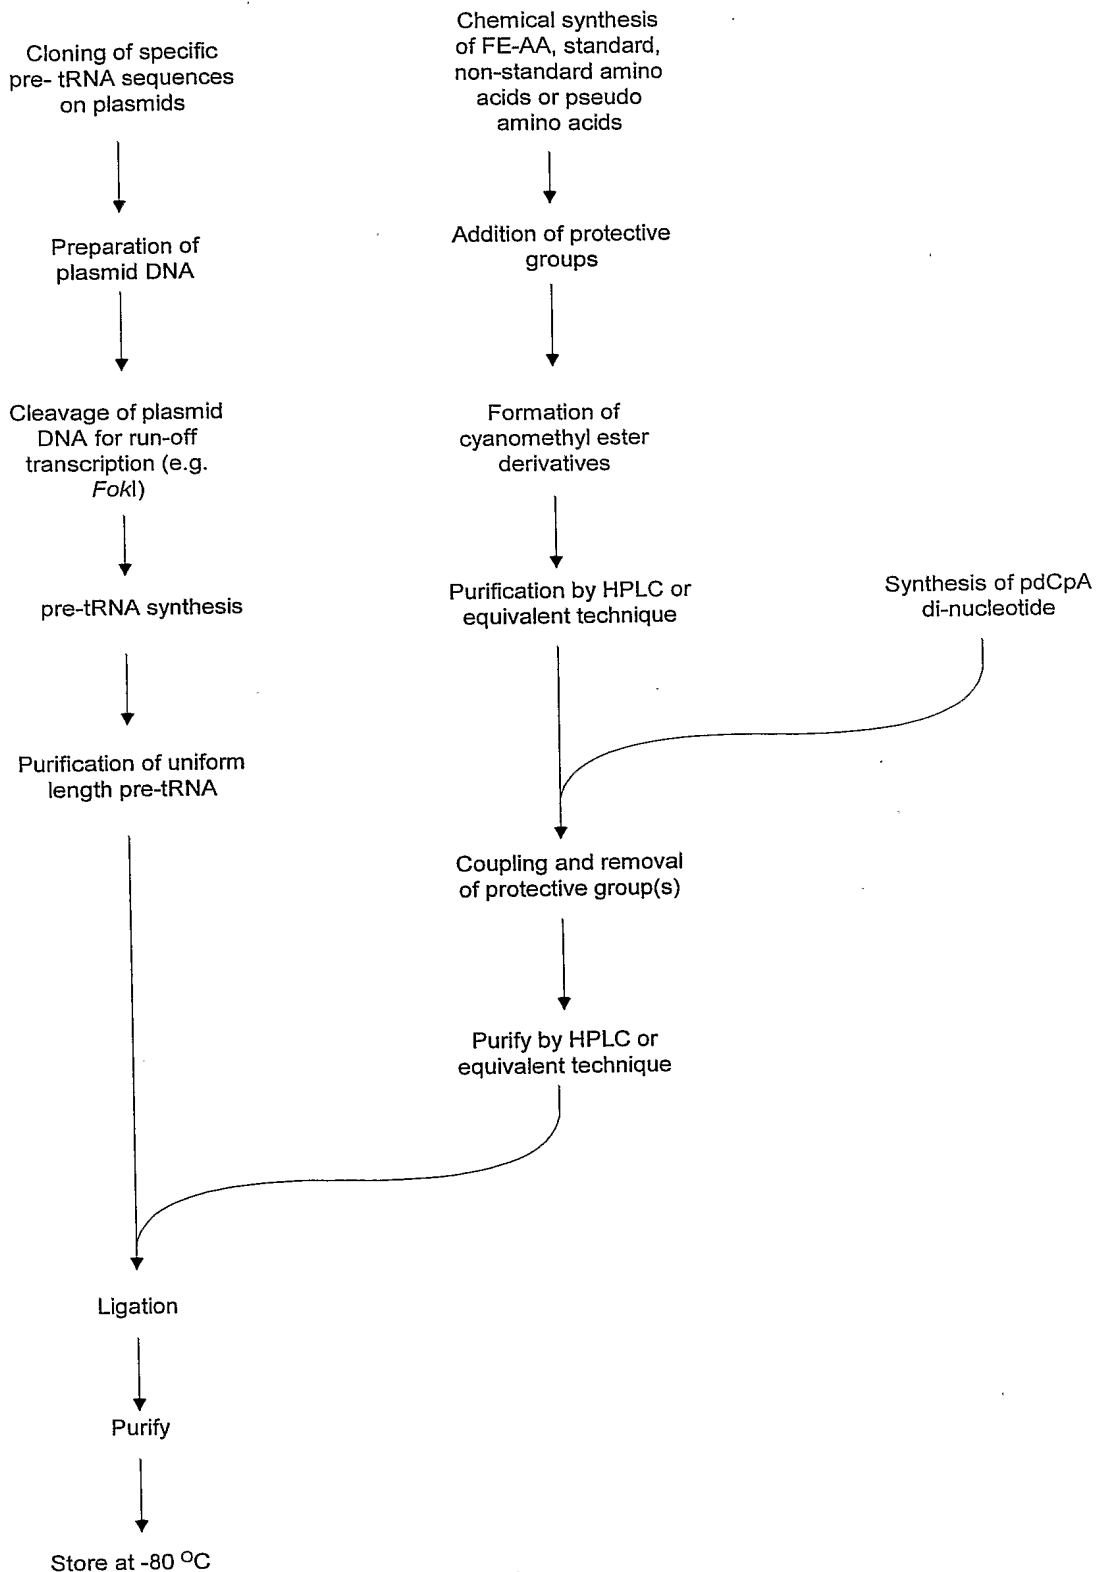 Cloning of specific
pre- tRNA sequences
on plasmids
Preparation of
plasmid DNA
Cleavage of plasmid
DNA for run-off
transcription (e.g.
FokI)
pre-tRNA synthesis
Purification of uniform
length pre-tRNA
Chemical synthesis
of FE-AA, standard,
non-standard amino
acids or pseudo
amino acids
Addition of protective
groups
Formation of
cyanomethyl ester
derivatives
Purification by HPLC or
equivalent technique
Synthesis of pdCpA
di-nucleotide
Coupling and removal
of protective group(s)
Purify by HPLC or
equivalent technique
Ligation
Purify
Store at -80 °C